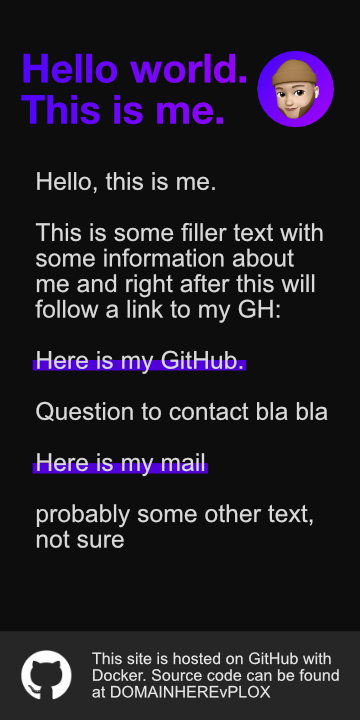 Hello world.
This is me.
Hello, this is me.
This is some filler text with
some information about
me and right after this will
follow a link to my GH:
Here is my GitHub.
Question to contact bla bla
Here is my mail
probably some other text,
not sure
This site is hosted on GitHub with
Docker. Source code can be found
at DOMAINHEREvPLOX